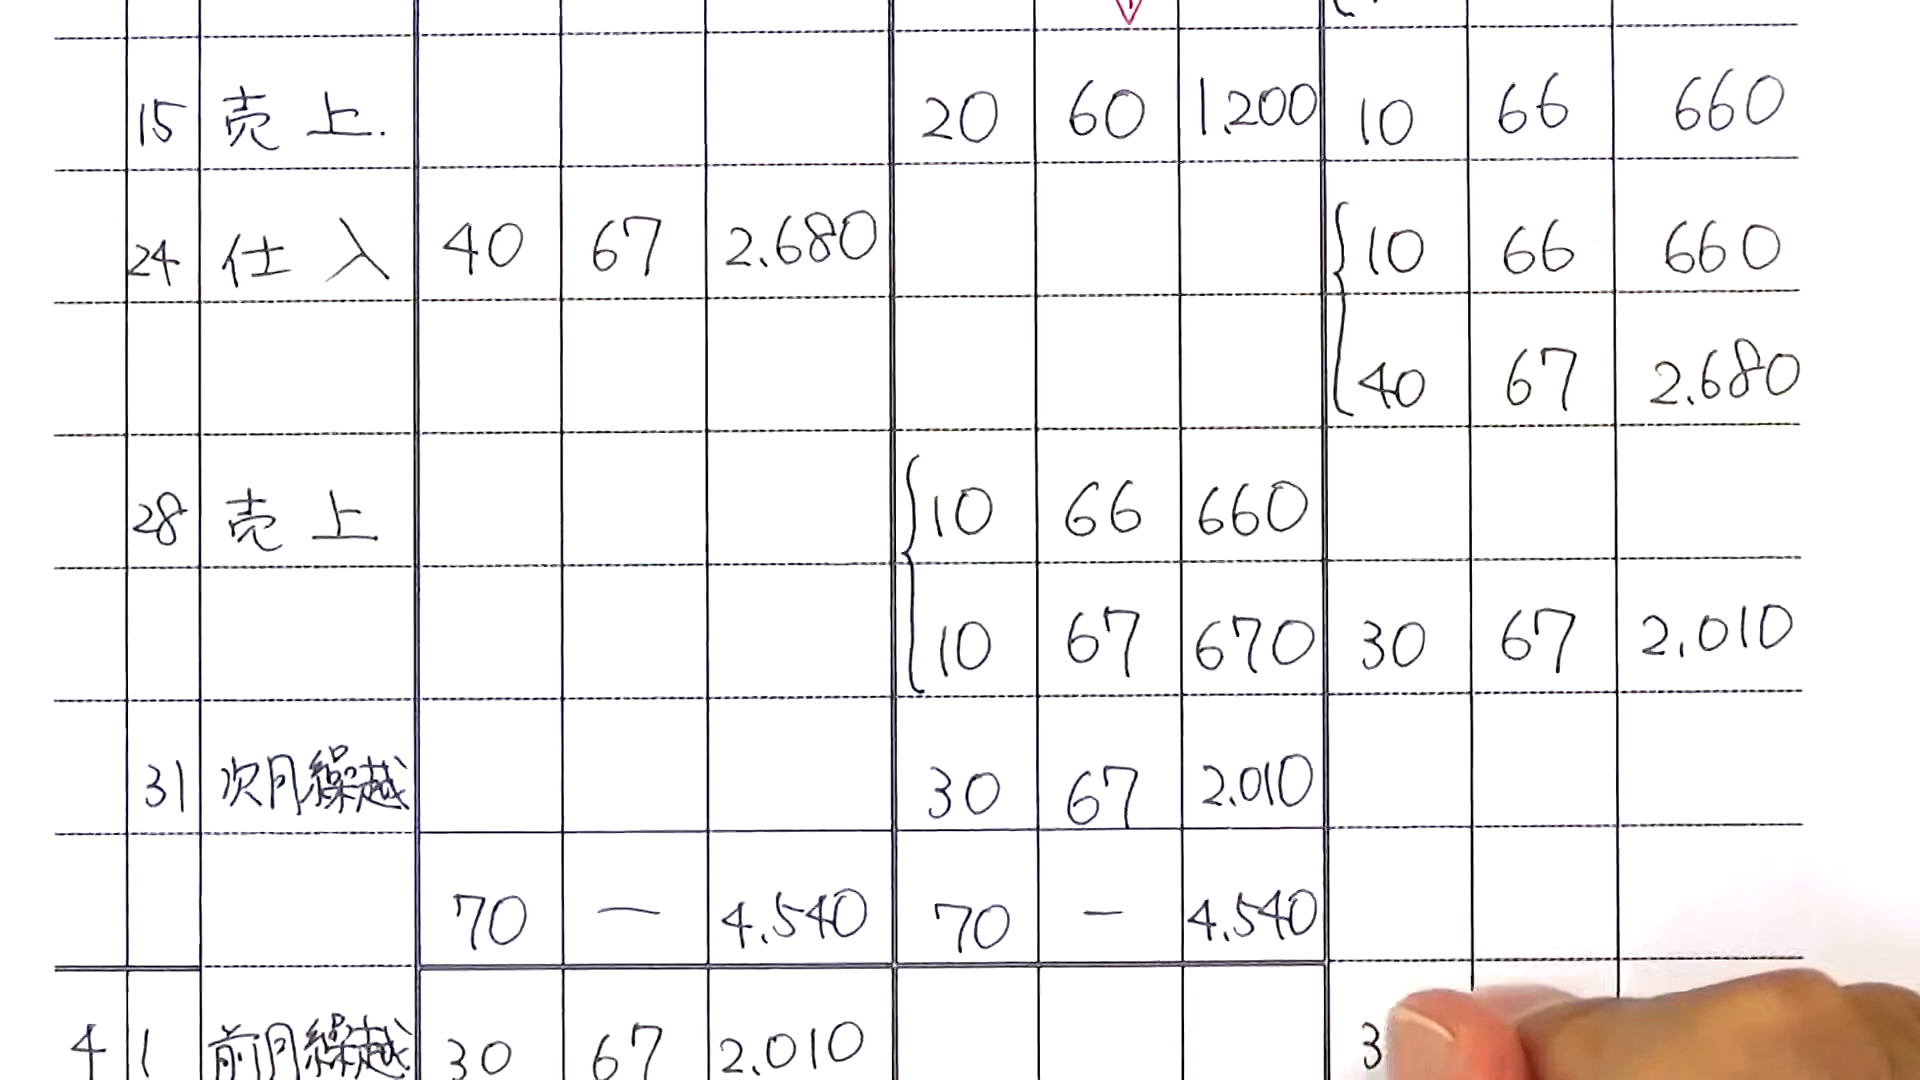 15 売上. 20 60 1.200 10 66 660
24 仕入 40 67 2.680 10 66 660
40 67 2.680
28 売上 10 66 660
10 67 670 30 67 2.010
31 次月繰越 30 67 2.010
70 — 4.540 70 — 4.540
4 1 前月繰越 30 67 2.010 3